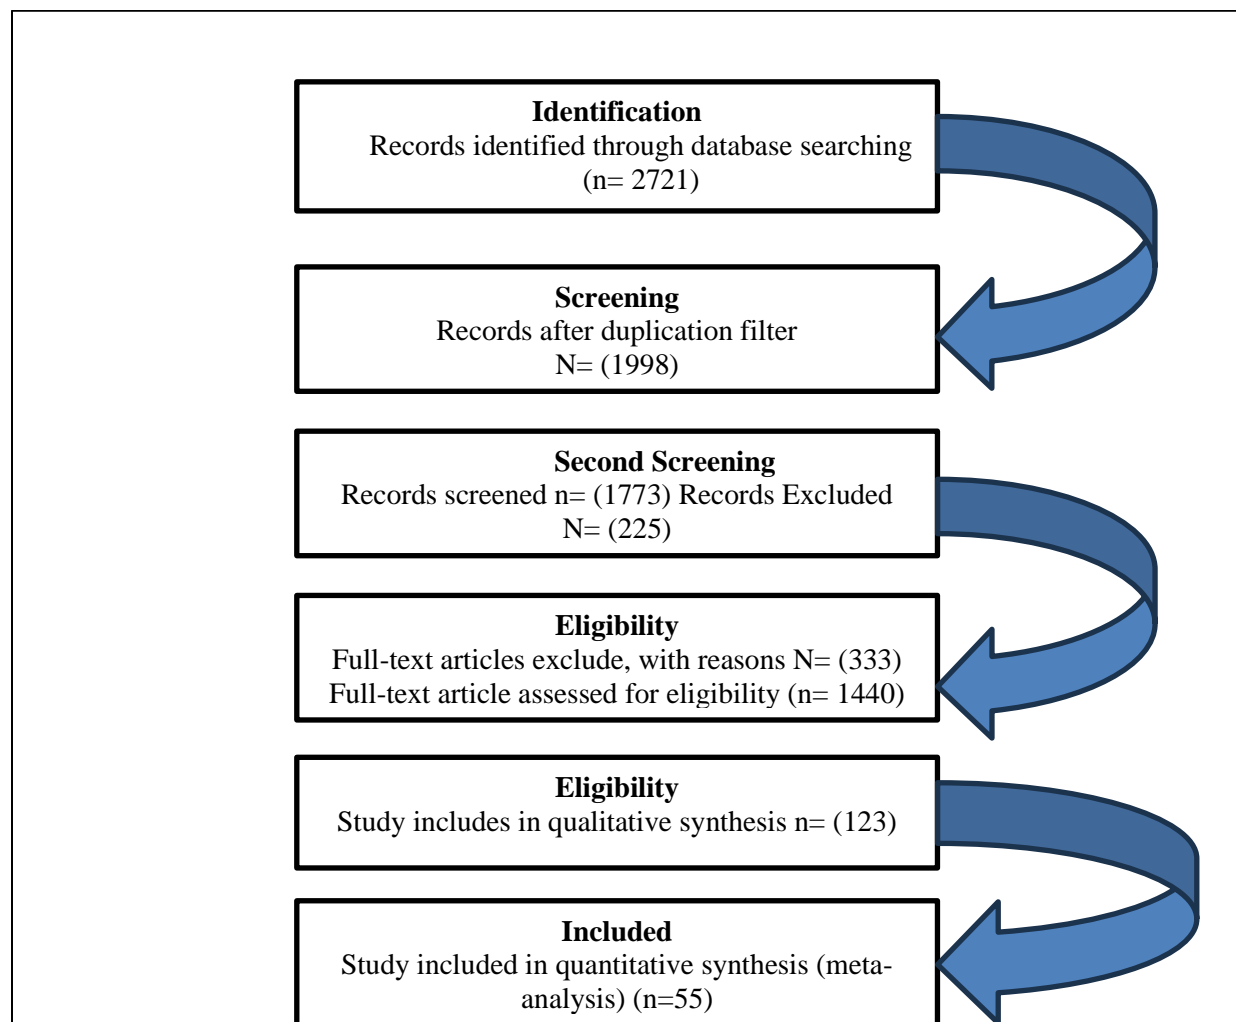 Identification
Records identified through database searching
(n= 2721)
Screening
Records after duplication filter
N= (1998)
Second Screening
Records screened n= (1773) Records Excluded
N= (225)
Eligibility
Full-text articles exclude, with reasons N= (333)
Full-text article assessed for eligibility (n= 1440)
Eligibility
Study includes in qualitative synthesis n= (123)
Included
Study included in quantitative synthesis (meta-
analysis) (n=55)